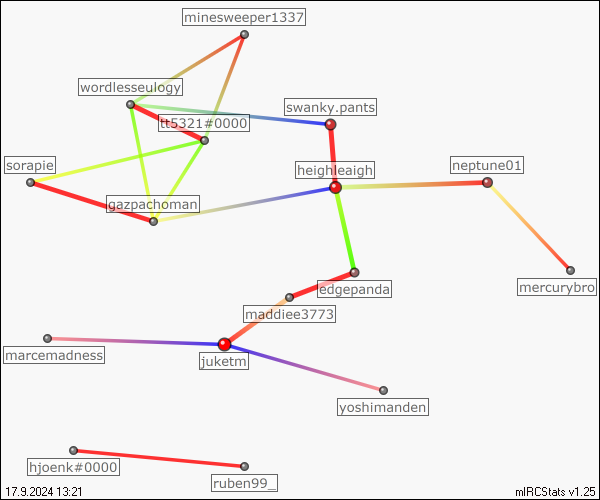 minesweeper1337
wordlesseulogy
swanky.pants
tt5321#0000
sorapie
heighleaigh
neptune01
gazpachoman
edgepanda
mercurybro
maddiee3773
marcemadness
juketm
yoshimanden
hjoenk#0000
ruben99_
17.9.2024 13:21
mIRCStats v1.25